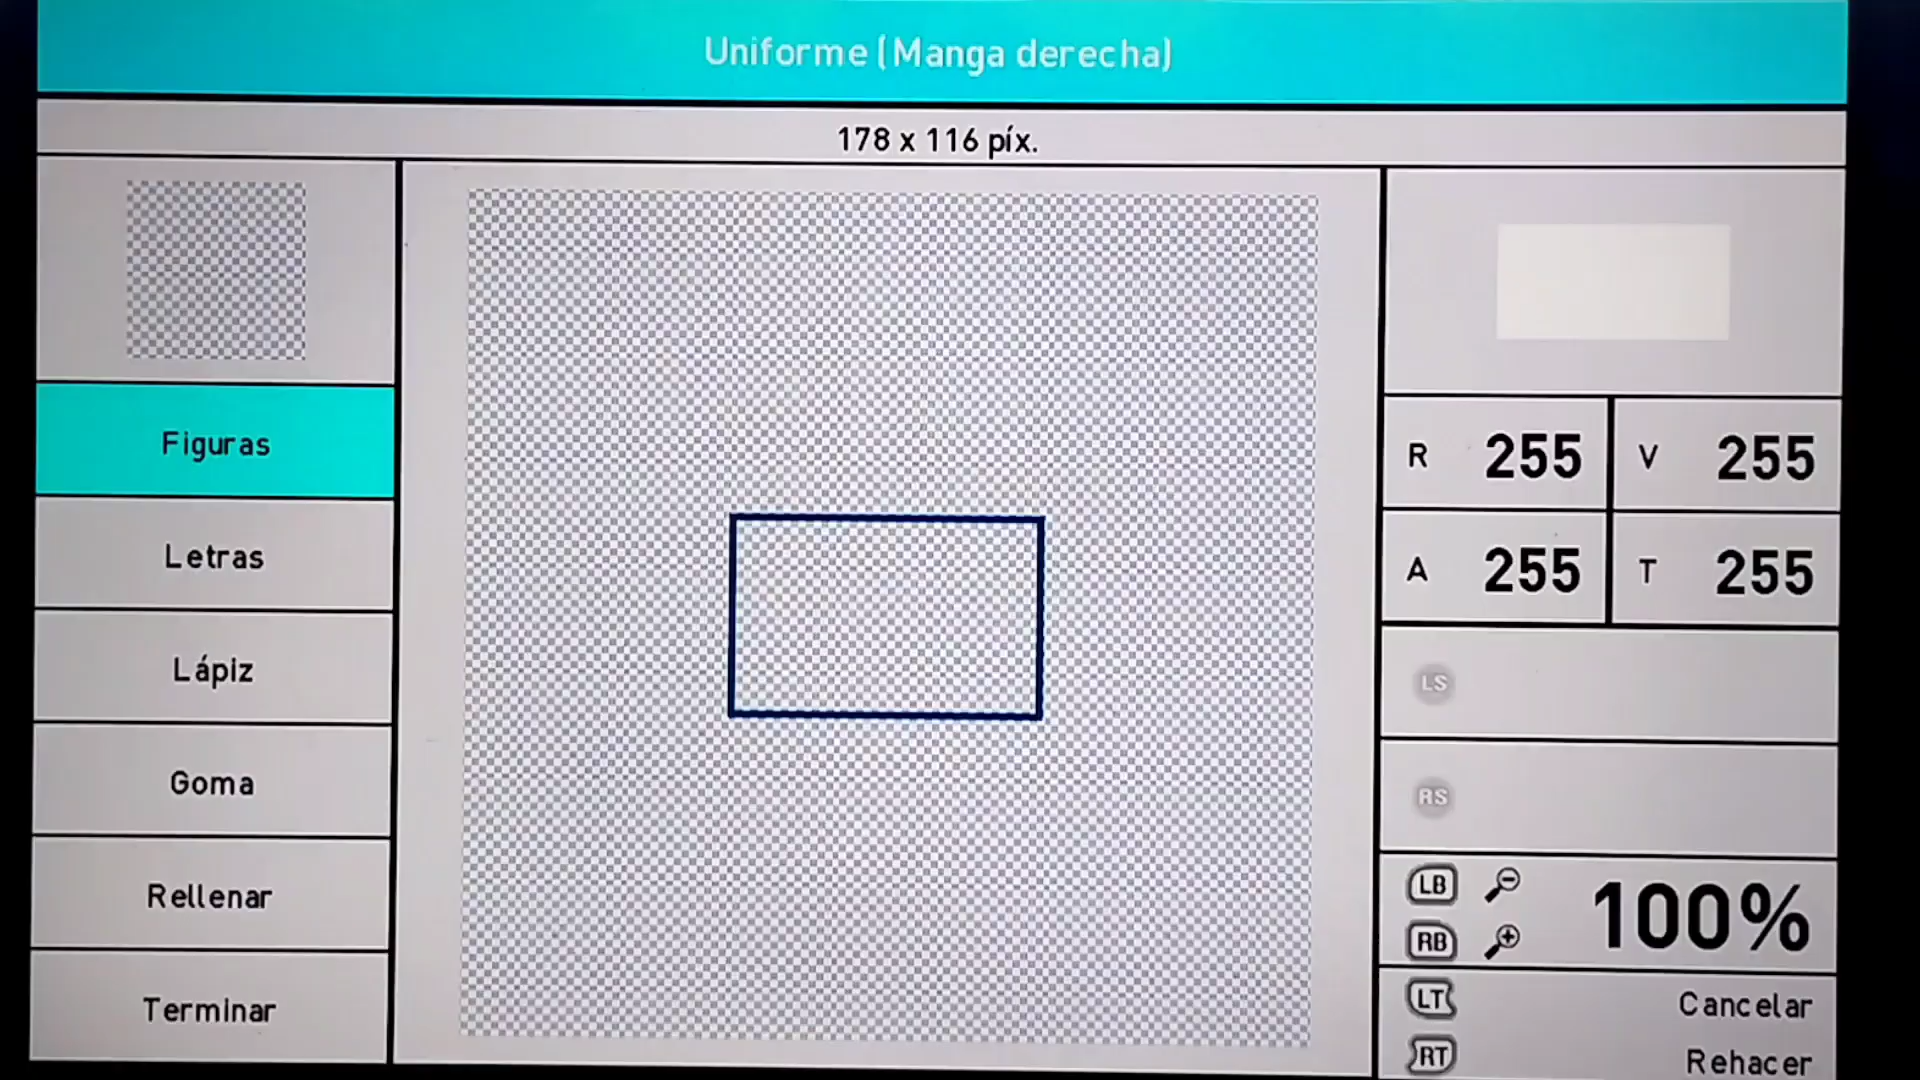 Uniforme (Manga derecha)
178 x 116 píx.
Figuras
Letras
Lápiz
Goma
Rellenar
Terminar
R 255 V 255
A 255 T 255
LS
RS
LB 100%
RB
LT Cancelar
RT Rehacer